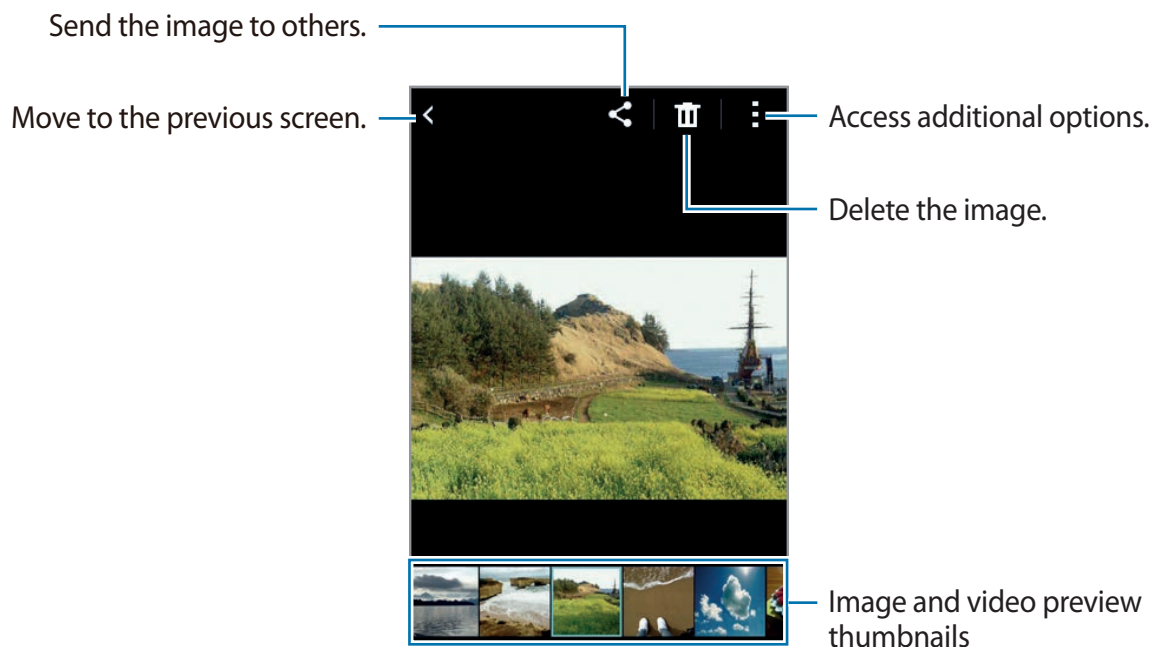 Send the image to others.
Move to the previous screen.
Access additional options.
Delete the image.
Image and video preview
thumbnails